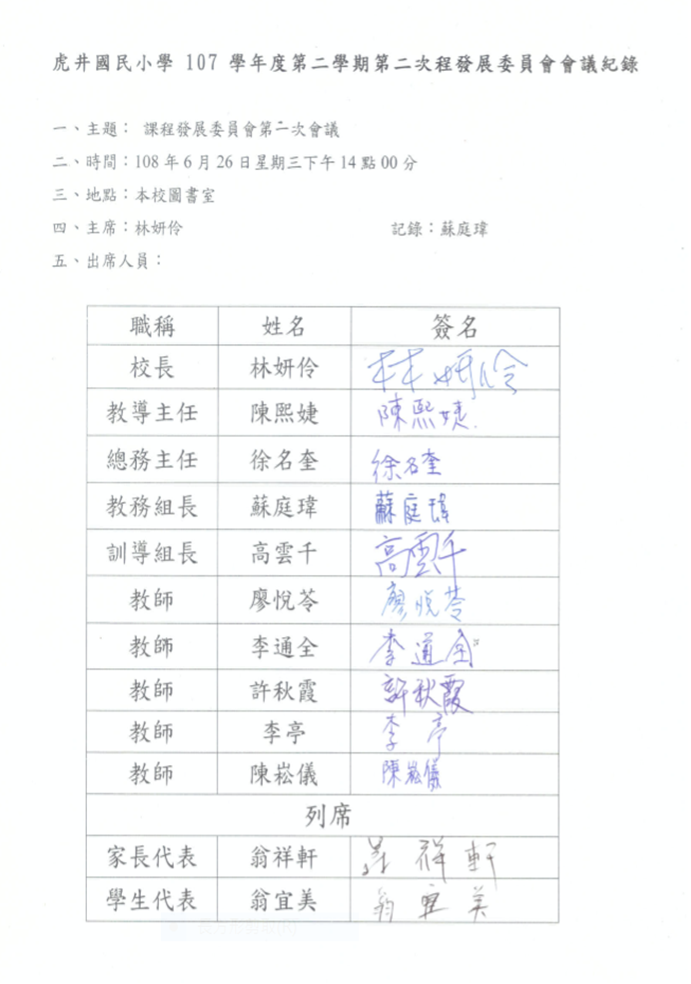 虎井國民小學 107 學年度第二學期第二次程發展委員會會議紀錄
一、主題： 課程發展委員會第二次會議
二、時間：108 年 6 月 26 日星期三下午 14 點 00 分
三、地點：本校圖書室
四、主席：林妍伶 記錄：蘇庭瑋
五、出席人員：
職稱 姓名 簽名
校長 林妍伶 林妍伶
教導主任 陳熙婕 陳熙婕
總務主任 徐名奎 徐名奎
教務組長 蘇庭瑋 蘇庭瑋
訓導組長 高雲千 高雲千
教師 廖悅苓 廖悅苓
教師 李通全 李通全
教師 許秋霞 許秋霞
教師 李亭 李亭
教師 陳崧儀 陳崧儀
列席
家長代表 翁祥軒 翁祥軒
學生代表 翁宜美 翁宜美